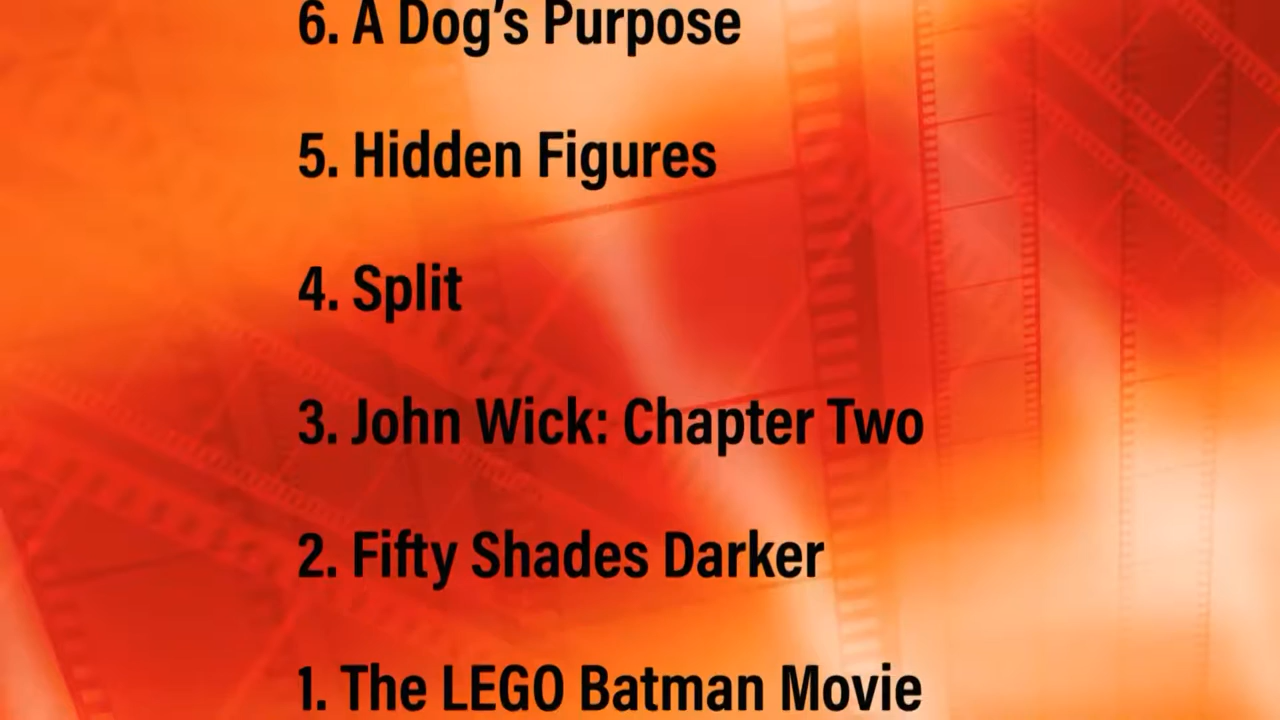 6. A Dog's Purpose
5. Hidden Figures
4. Split
3. John Wick: Chapter Two
2. Fifty Shades Darker
1. The LEGO Batman Movie